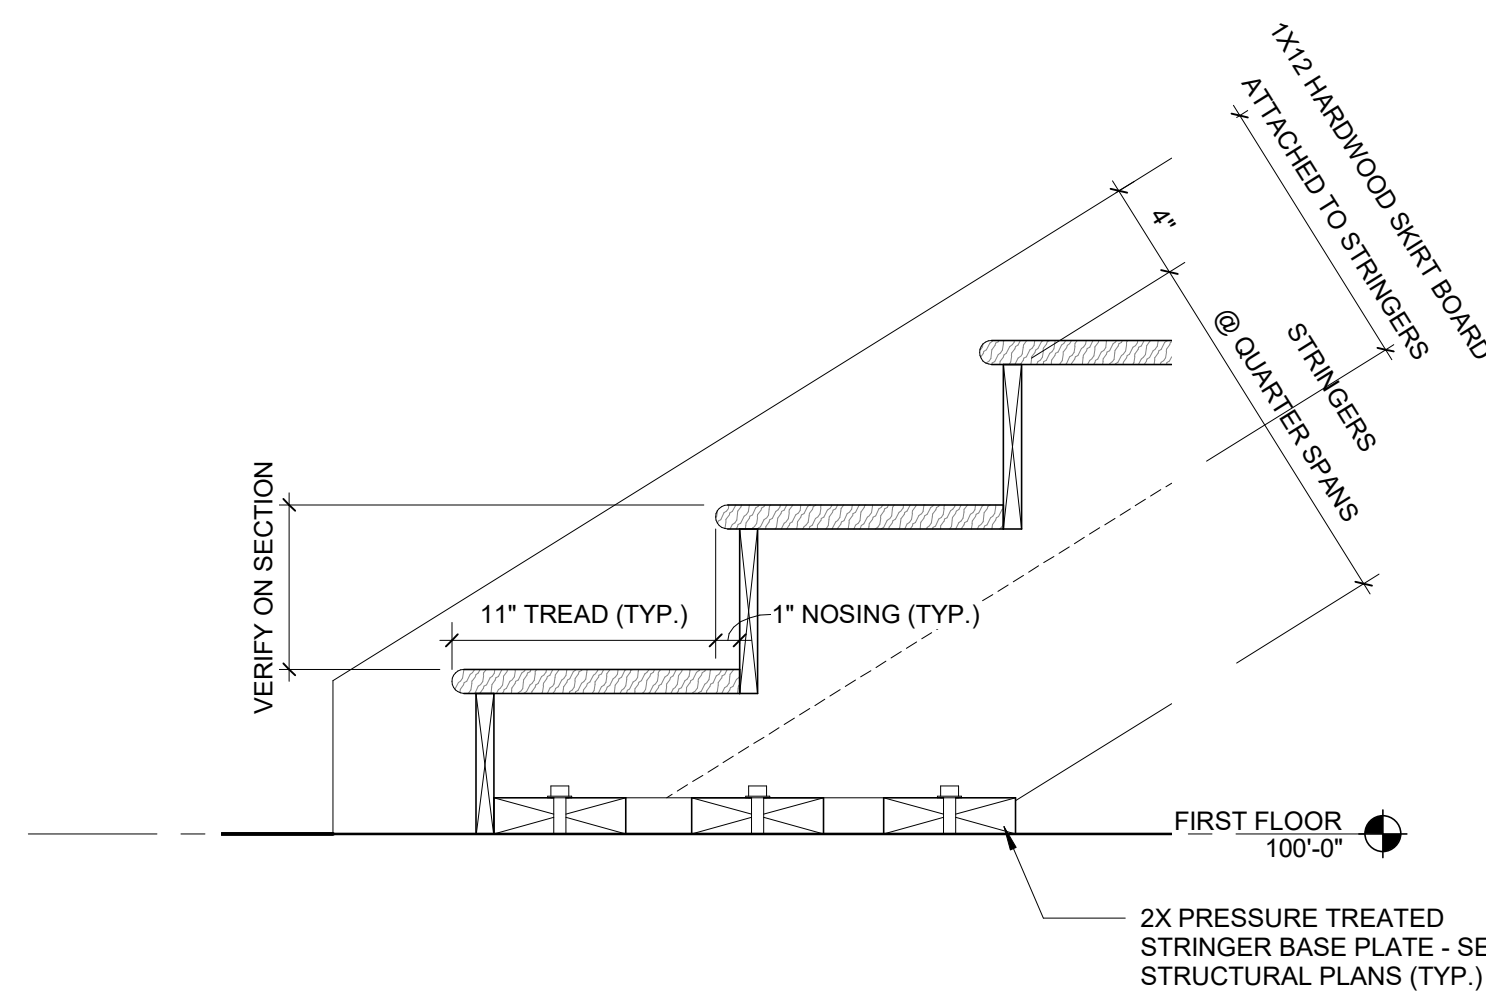 1X12 HARDWOOD SKIRT BOARD
ATTACHED TO STRINGERS
4"
STRINGERS
@ QUARTER SPANS
VERIFY ON SECTION
11" TREAD (TYP.)
1" NOSING (TYP.)
FIRST FLOOR
100'-0"
2X PRESSURE TREATED
STRINGER BASE PLATE - SE
STRUCTURAL PLANS (TYP.)